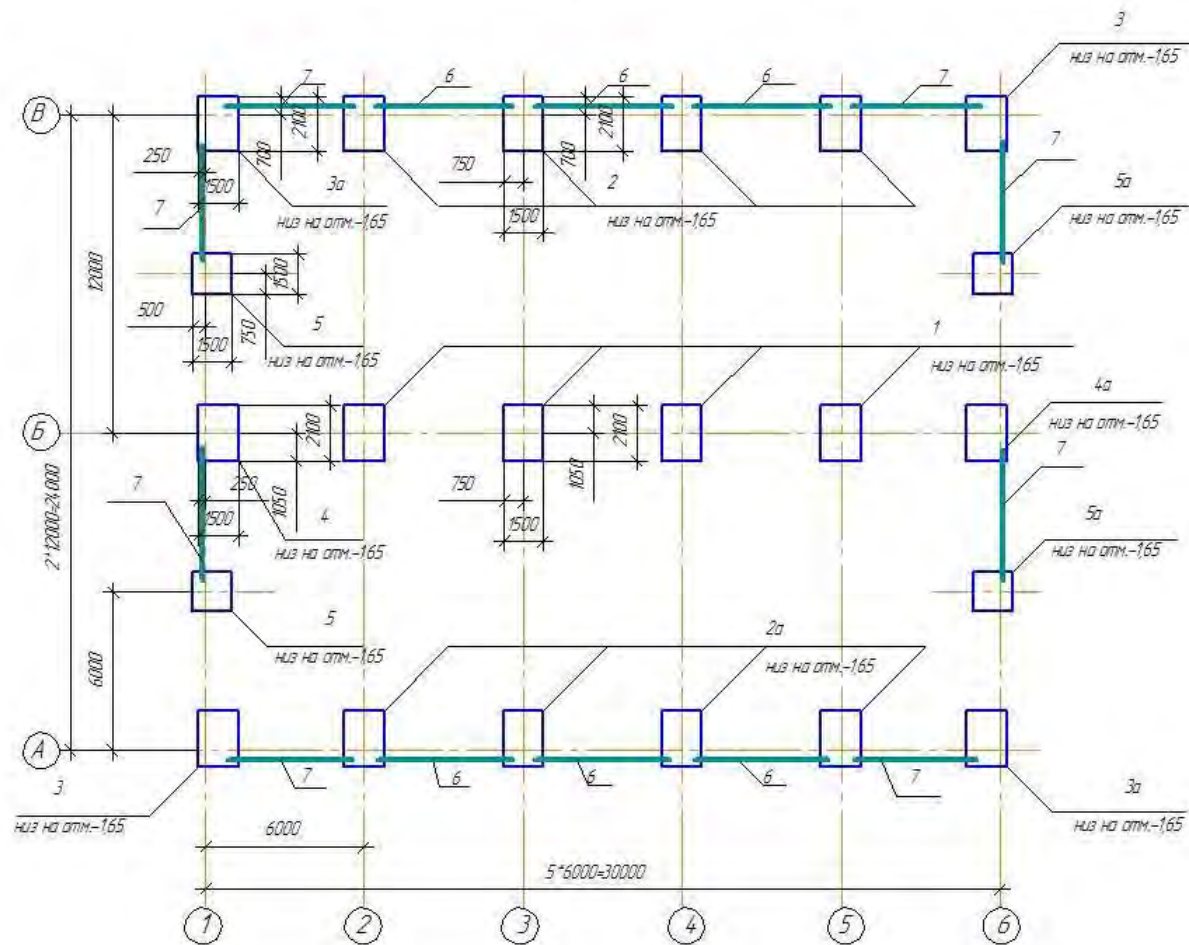 3
низ на отм.-1,65
7
6
6
6
7
В
2100
700
2100
700
7
250
750
5а
1500
3а
2
7
низ на отм.-1,65
низ на отм.-1,65
низ на отм.-1,65
1500
12000
1500
500
5
750
1
1500
низ на отм.-1,65
низ на отм.-1,65
4а
Б
2100
2100
низ на отм.-1,65
1050
1050
7
7
250
750
1500
4
1500
5а
низ на отм.-1,65
низ на отм.-1,65
2*12000=24000
5
2а
6000
низ на отм.-1,65
низ на отм.-1,65
А
3
7
6
6
6
7
3а
низ на отм.-1,65
6000
низ на отм.-1,65
5*6000=30000
1
2
3
4
5
6